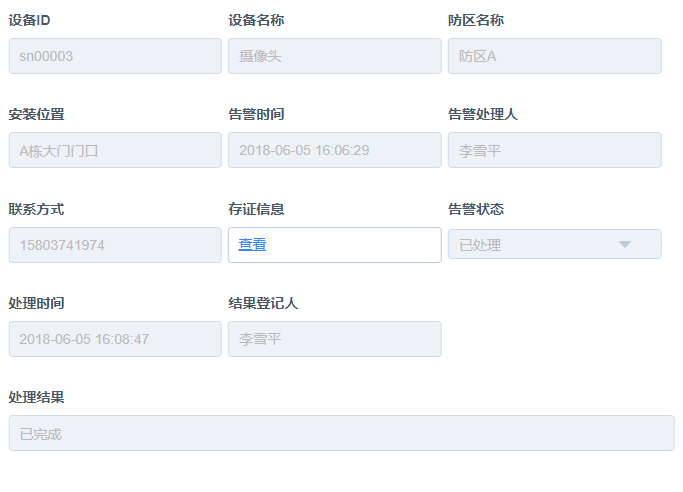 设备ID 设备名称 防区名称
sn00003 摄像头 防区A
安装位置 告警时间 告警处理人
A栋大门门口 2018-06-05 16:06:29 李雪平
联系方式 存证信息 告警状态
15803741974 查看 已处理
处理时间 结果登记人
2018-06-05 16:08:47 李雪平
处理结果
已完成